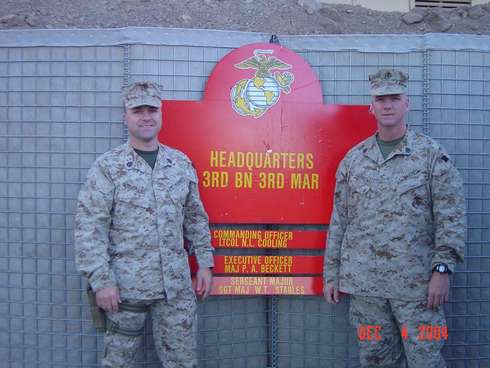 HEADQUARTERS
3RD BN 3RD MAR
COMMANDING OFFICER
LTCOL N.L. COOLING
EXECUTIVE OFFICER
MAJ P. A. BECKETT
SERGEANT MAJOR
SGT MAJ W.T. STABLES
DEC 4 2004